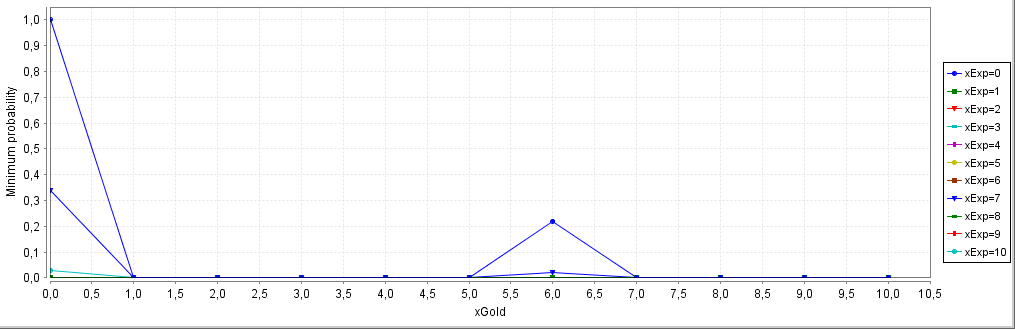 1,0
0,9
0,8
0,7
0,6
0,5
0,4
0,3
0,2
0,1
0,0
Minimum probability
0,0 0,5 1,0 1,5 2,0 2,5 3,0 3,5 4,0 4,5 5,0 5,5 6,0 6,5 7,0 7,5 8,0 8,5 9,0 9,5 10,0 10,5
xGold
xExp=0
xExp=1
xExp=2
xExp=3
xExp=4
xExp=5
xExp=6
xExp=7
xExp=8
xExp=9
xExp=10